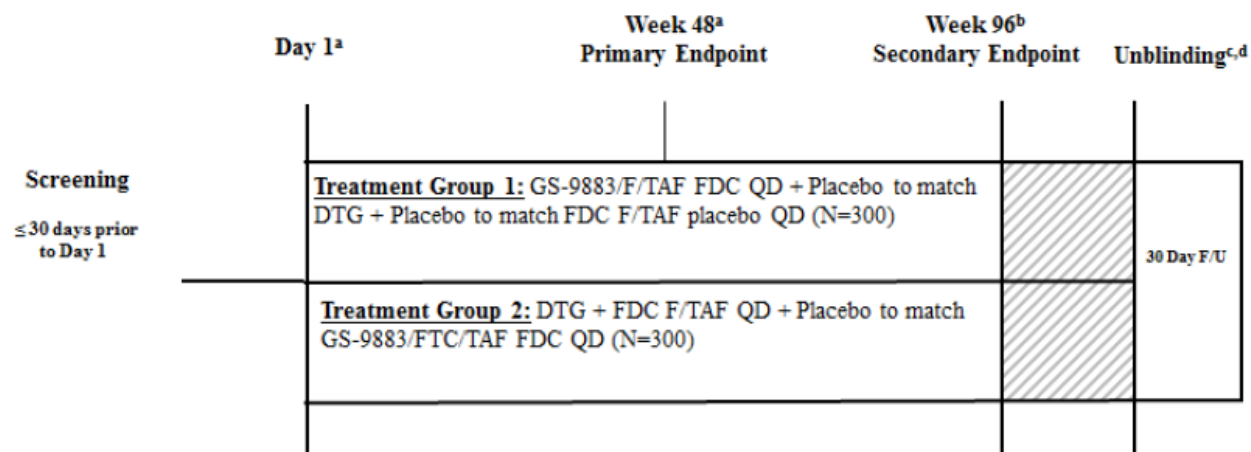 Day 1ᵃ
Week 48ᵃ
Primary Endpoint
Week 96ᵇ
Secondary Endpoint
Unblindingᶜ,ᵈ
Screening
≤ 30 days prior
to Day 1
Treatment Group 1: GS-9883/F/TAF FDC QD + Placebo to match
DTG + Placebo to match FDC F/TAF placebo QD (N=300)
30 Day F/U
Treatment Group 2: DTG + FDC F/TAF QD + Placebo to match
GS-9883/FTC/TAF FDC QD (N=300)